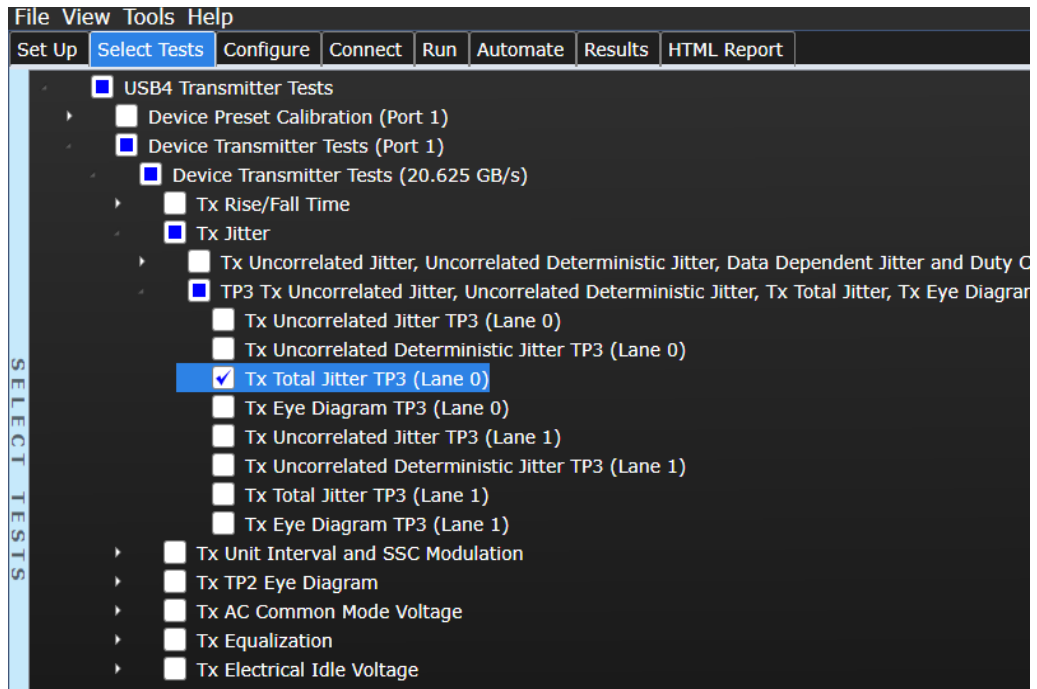 File View Tools Help
Set Up Select Tests Configure Connect Run Automate Results HTML Report
USB4 Transmitter Tests
Device Preset Calibration (Port 1)
Device Transmitter Tests (Port 1)
Device Transmitter Tests (20.625 GB/s)
Tx Rise/Fall Time
Tx Jitter
Tx Uncorrelated Jitter, Uncorrelated Deterministic Jitter, Data Dependent Jitter and Duty C
TP3 Tx Uncorrelated Jitter, Uncorrelated Deterministic Jitter, Tx Total Jitter, Tx Eye Diagram
Tx Uncorrelated Jitter TP3 (Lane 0)
Tx Uncorrelated Deterministic Jitter TP3 (Lane 0)
Tx Total Jitter TP3 (Lane 0)
Tx Eye Diagram TP3 (Lane 0)
Tx Uncorrelated Jitter TP3 (Lane 1)
Tx Uncorrelated Deterministic Jitter TP3 (Lane 1)
Tx Total Jitter TP3 (Lane 1)
Tx Eye Diagram TP3 (Lane 1)
Tx Unit Interval and SSC Modulation
Tx TP2 Eye Diagram
Tx AC Common Mode Voltage
Tx Equalization
Tx Electrical Idle Voltage
SELECT TESTS